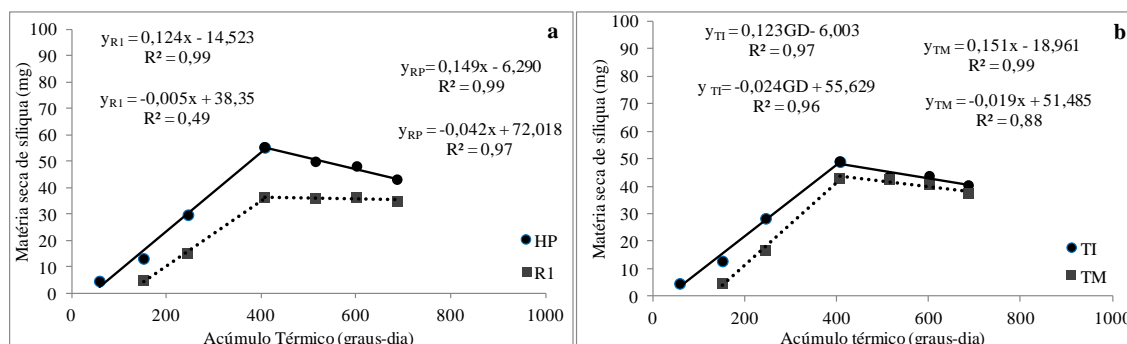 a
y_R1 = 0,124x - 14,523
R² = 0,99
y_RP = 0,149x - 6,290
R² = 0,99
y_R1 = -0,005x + 38,35
R² = 0,49
y_RP = -0,042x + 72,018
R² = 0,97
Matéria seca de síliqua (mg)
100
90
80
70
60
50
40
30
20
10
0
HP
R1
0 200 400 600 800 1000
Acúmulo Térmico (graus-dia)
b
y_TI = 0,123GD- 6,003
R² = 0,97
y_TM = 0,151x - 18,961
R² = 0,99
y _TI= -0,024GD + 55,629
R² = 0,96
y_TM = -0,019x + 51,485
R² = 0,88
Matéria seca de síliqua (mg)
100
90
80
70
60
50
40
30
20
10
0
TI
TM
0 200 400 600 800 1000
Acúmulo térmico (graus-dia)